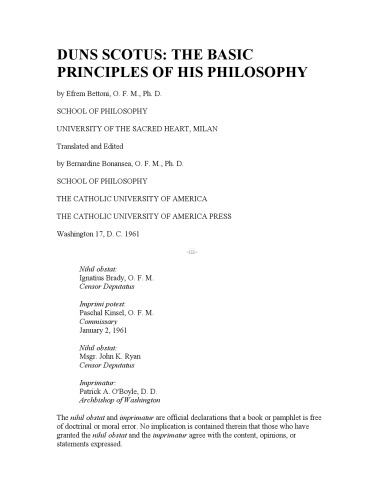 DUNS SCOTUS: THE BASIC
PRINCIPLES OF HIS PHILOSOPHY
by Efrem Bettoni, O. F. M., Ph. D.
SCHOOL OF PHILOSOPHY
UNIVERSITY OF THE SACRED HEART, MILAN
Translated and Edited
by Bernardine Bonansea, O. F. M., Ph. D.
SCHOOL OF PHILOSOPHY
THE CATHOLIC UNIVERSITY OF AMERICA
THE CATHOLIC UNIVERSITY OF AMERICA PRESS
Washington 17, D. C. 1961
Nihil obstat:
Ignatius Brady, O. F. M.
Censor Deputatus
Imprimi potest:
Paschal Kinsel, O. F. M.
Commissary
January 2, 1961
Nihil obstat:
Msgr. John K. Ryan
Censor Deputatus
Imprimatur:
Patrick A. O'Boyle, D. D.
Archbishop of Washington
The nihil obstat and imprimatur are official declarations that a book or pamphlet is free
of doctrinal or moral error. No implication is contained therein that those who have
granted the nihil obstat and the imprimatur agree with the content, opinions, or
statements expressed.